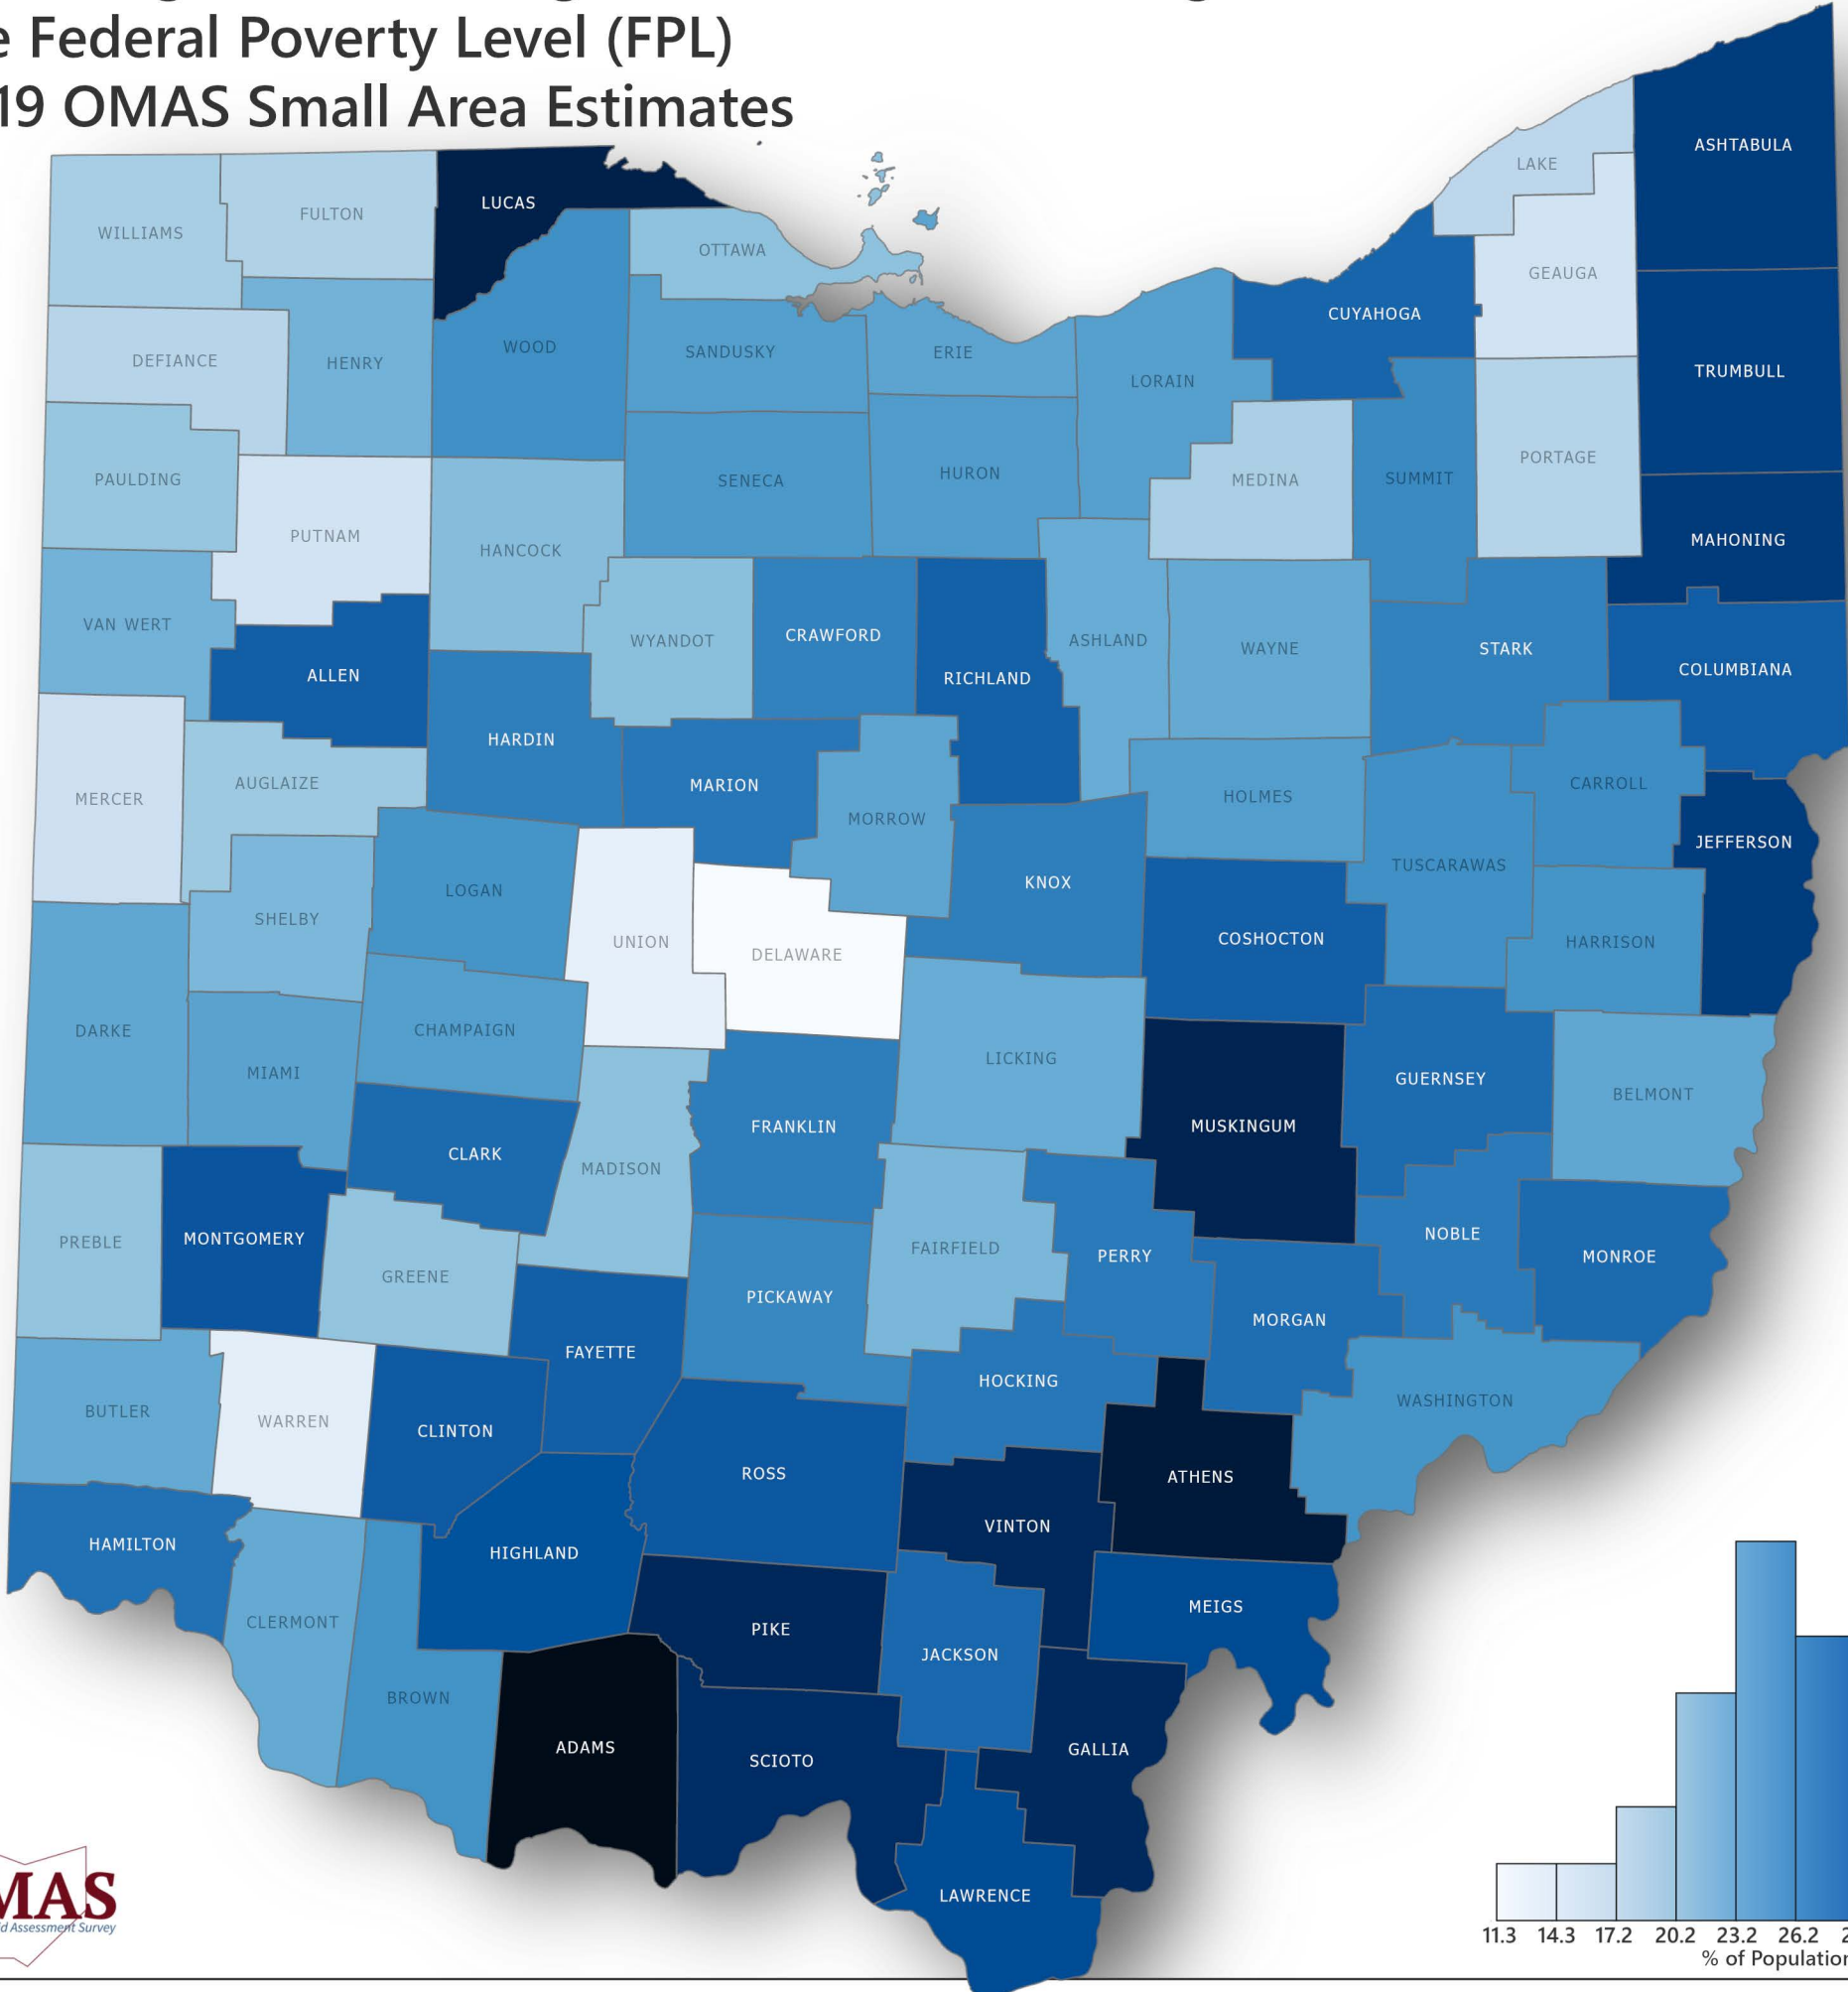 e Federal Poverty Level (FPL)
19 OMAS Small Area Estimates
ASHTABULA
LAKE
LUCAS
FULTON
WILLIAMS
OTTAWA
GEAUGA
CUYAHOGA
WOOD
SANDUSKY
ERIE
DEFIANCE
HENRY
TRUMBULL
LORAIN
PORTAGE
HURON
PAULDING
SENECA
MEDINA
SUMMIT
PUTNAM
MAHONING
HANCOCK
VAN WERT
CRAWFORD
WYANDOT
ASHLAND
WAYNE
STARK
COLUMBIANA
ALLEN
RICHLAND
HARDIN
AUGLAIZE
MARION
CARROLL
MERCER
HOLMES
MORROW
JEFFERSON
TUSCARAWAS
KNOX
LOGAN
SHELBY
COSHOCTON
UNION
HARRISON
DELAWARE
DARKE
CHAMPAIGN
LICKING
MIAMI
GUERNSEY
BELMONT
FRANKLIN
MUSKINGUM
CLARK
MADISON
NOBLE
MONTGOMERY
PREBLE
FAIRFIELD
PERRY
MONROE
GREENE
PICKAWAY
MORGAN
FAYETTE
HOCKING
WASHINGTON
BUTLER
WARREN
CLINTON
ROSS
ATHENS
VINTON
HAMILTON
HIGHLAND
MEIGS
CLERMONT
PIKE
JACKSON
BROWN
ADAMS
GALLIA
SCIOTO
LAWRENCE
MAS
d Assessment Survey
11.3 14.3 17.2 20.2 23.2 26.2 2
% of Population